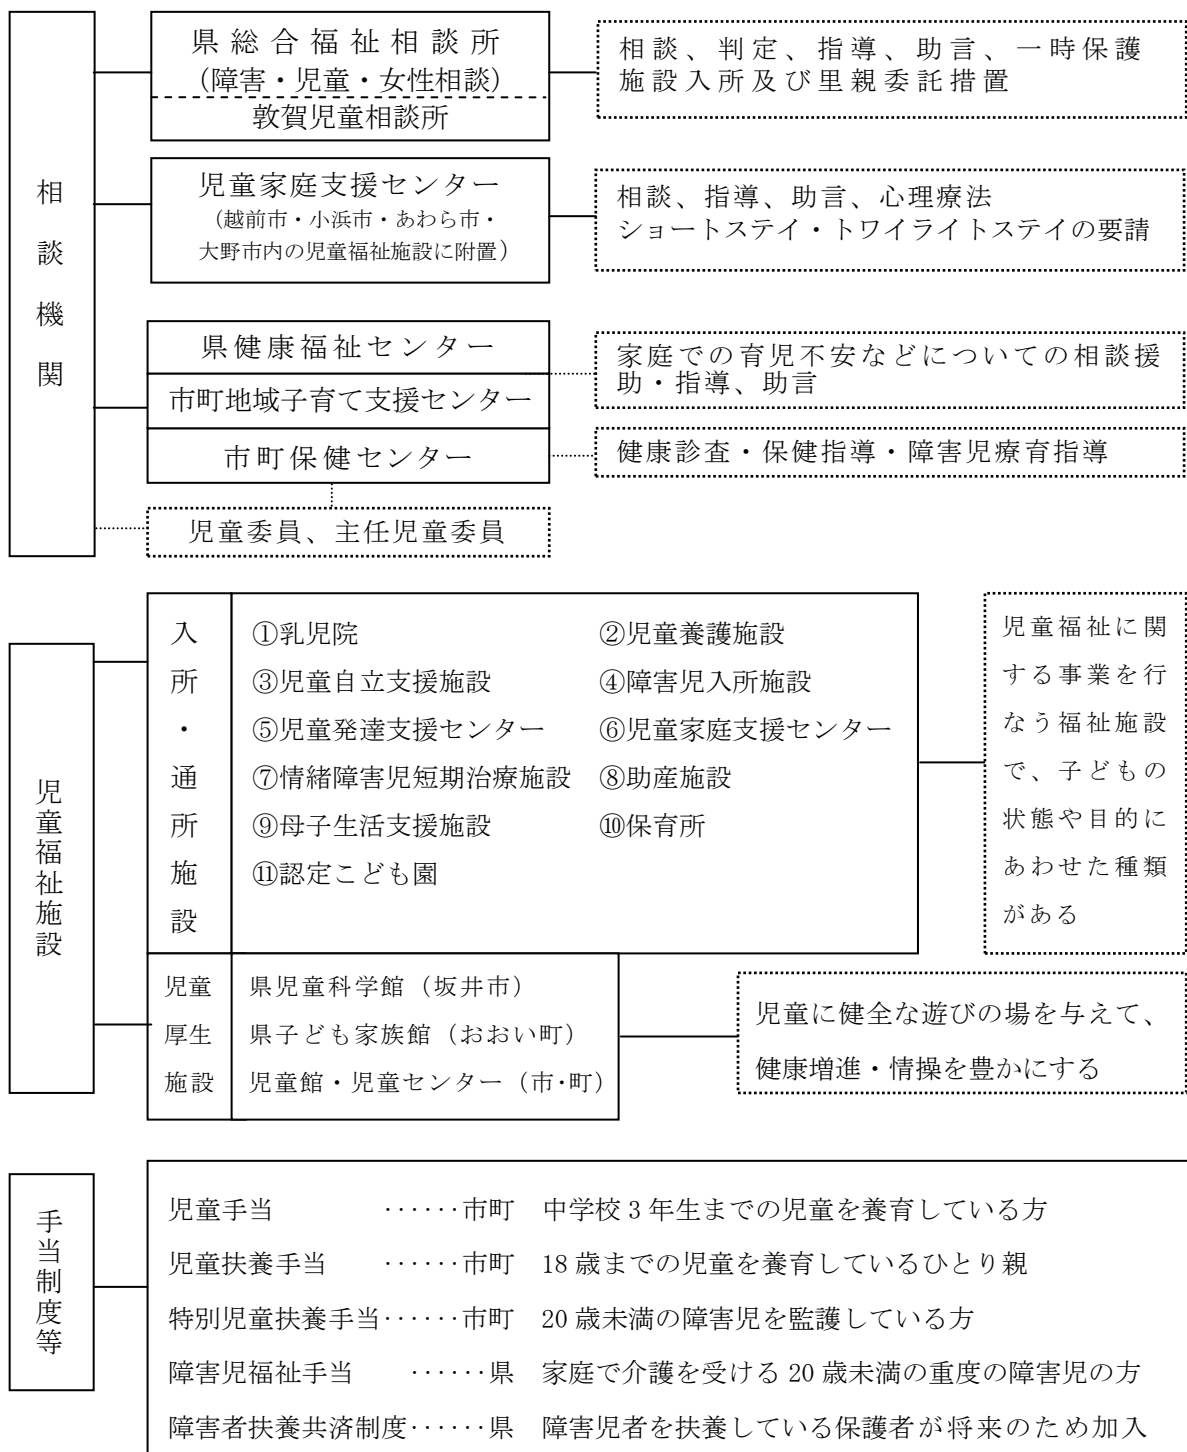 相談機関
県総合福祉相談所
(障害・児童・女性相談)
敦賀児童相談所
相談、判定、指導、助言、一時保護
施設入所及び里親委託措置
児童家庭支援センター
（越前市・小浜市・あわら市・
大野市内の児童福祉施設に附置）
相談、指導、助言、心理療法
ショートステイ・トワイライトステイの要請
県健康福祉センター
市町地域子育て支援センター
市町保健センター
家庭での育児不安などについての相談援
助・指導、助言
健康診査・保健指導・障害児療育指導
児童委員、主任児童委員
児童福祉施設
入所・通所施設
①乳児院 ②児童養護施設
③児童自立支援施設 ④障害児入所施設
⑤児童発達支援センター ⑥児童家庭支援センター
⑦情緒障害児短期治療施設 ⑧助産施設
⑨母子生活支援施設 ⑩保育所
⑪認定こども園
児童福祉に関
する事業を行
なう福祉施設
で、子どもの
状態や目的に
あわせた種類
がある
児童
厚生
施設
県児童科学館（坂井市）
県子ども家族館（おおい町）
児童館・児童センター（市・町）
児童に健全な遊びの場を与えて、
健康増進・情操を豊かにする
手当制度等
児童手当 ‥‥‥市町 中学校3年生までの児童を養育している方
児童扶養手当 ‥‥‥市町 18歳までの児童を養育しているひとり親
特別児童扶養手当‥‥‥市町 20歳未満の障害児を監護している方
障害児福祉手当 ‥‥‥県 家庭で介護を受ける20歳未満の重度の障害児の方
障害者扶養共済制度‥‥‥県 障害児者を扶養している保護者が将来のため加入